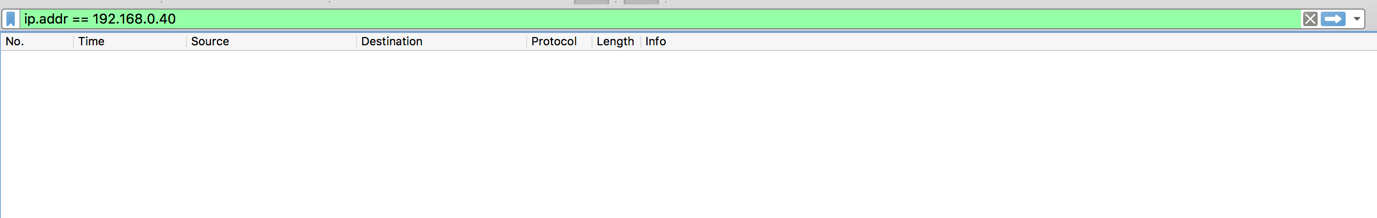 ip.addr == 192.168.0.40
No. Time Source Destination Protocol Length Info